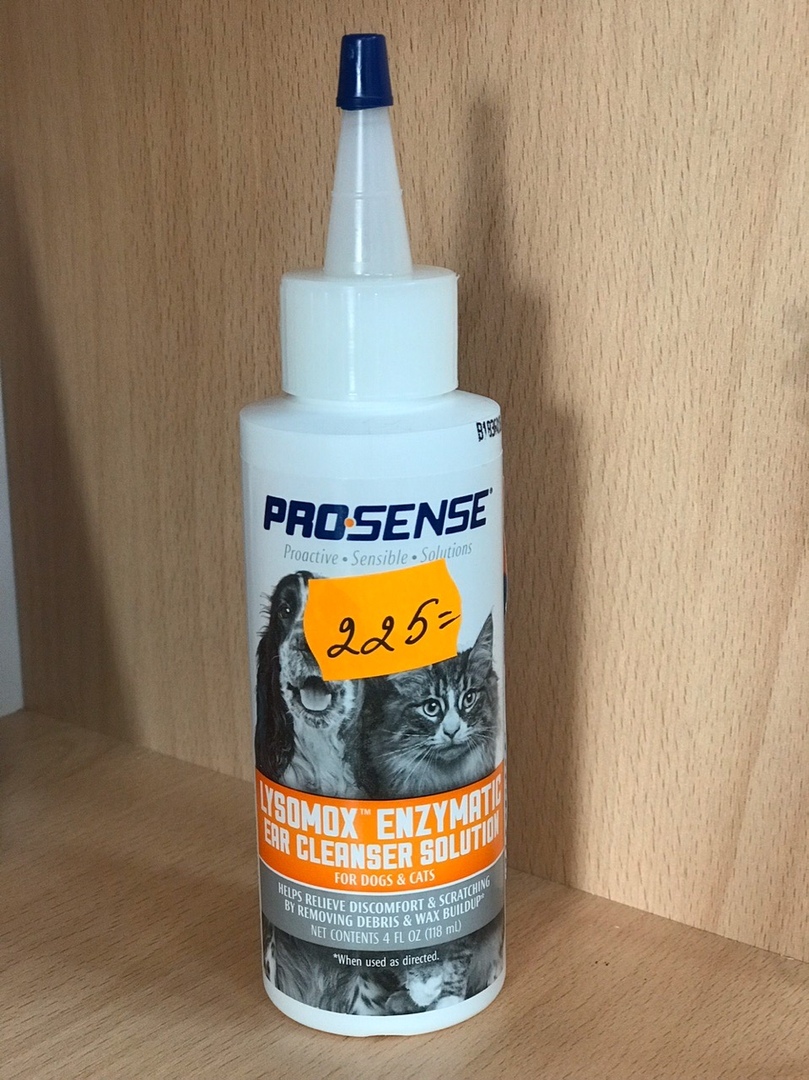 PRO·SENSE®
Proactive • Sensible • Solutions
225=
LYSOMOX™ ENZYMATIC
EAR CLEANSER SOLUTION
FOR DOGS & CATS
HELPS RELIEVE DISCOMFORT & SCRATCHING
BY REMOVING DEBRIS & WAX BUILDUP*
NET CONTENTS 4 FL OZ (118 mL)
*When used as directed.